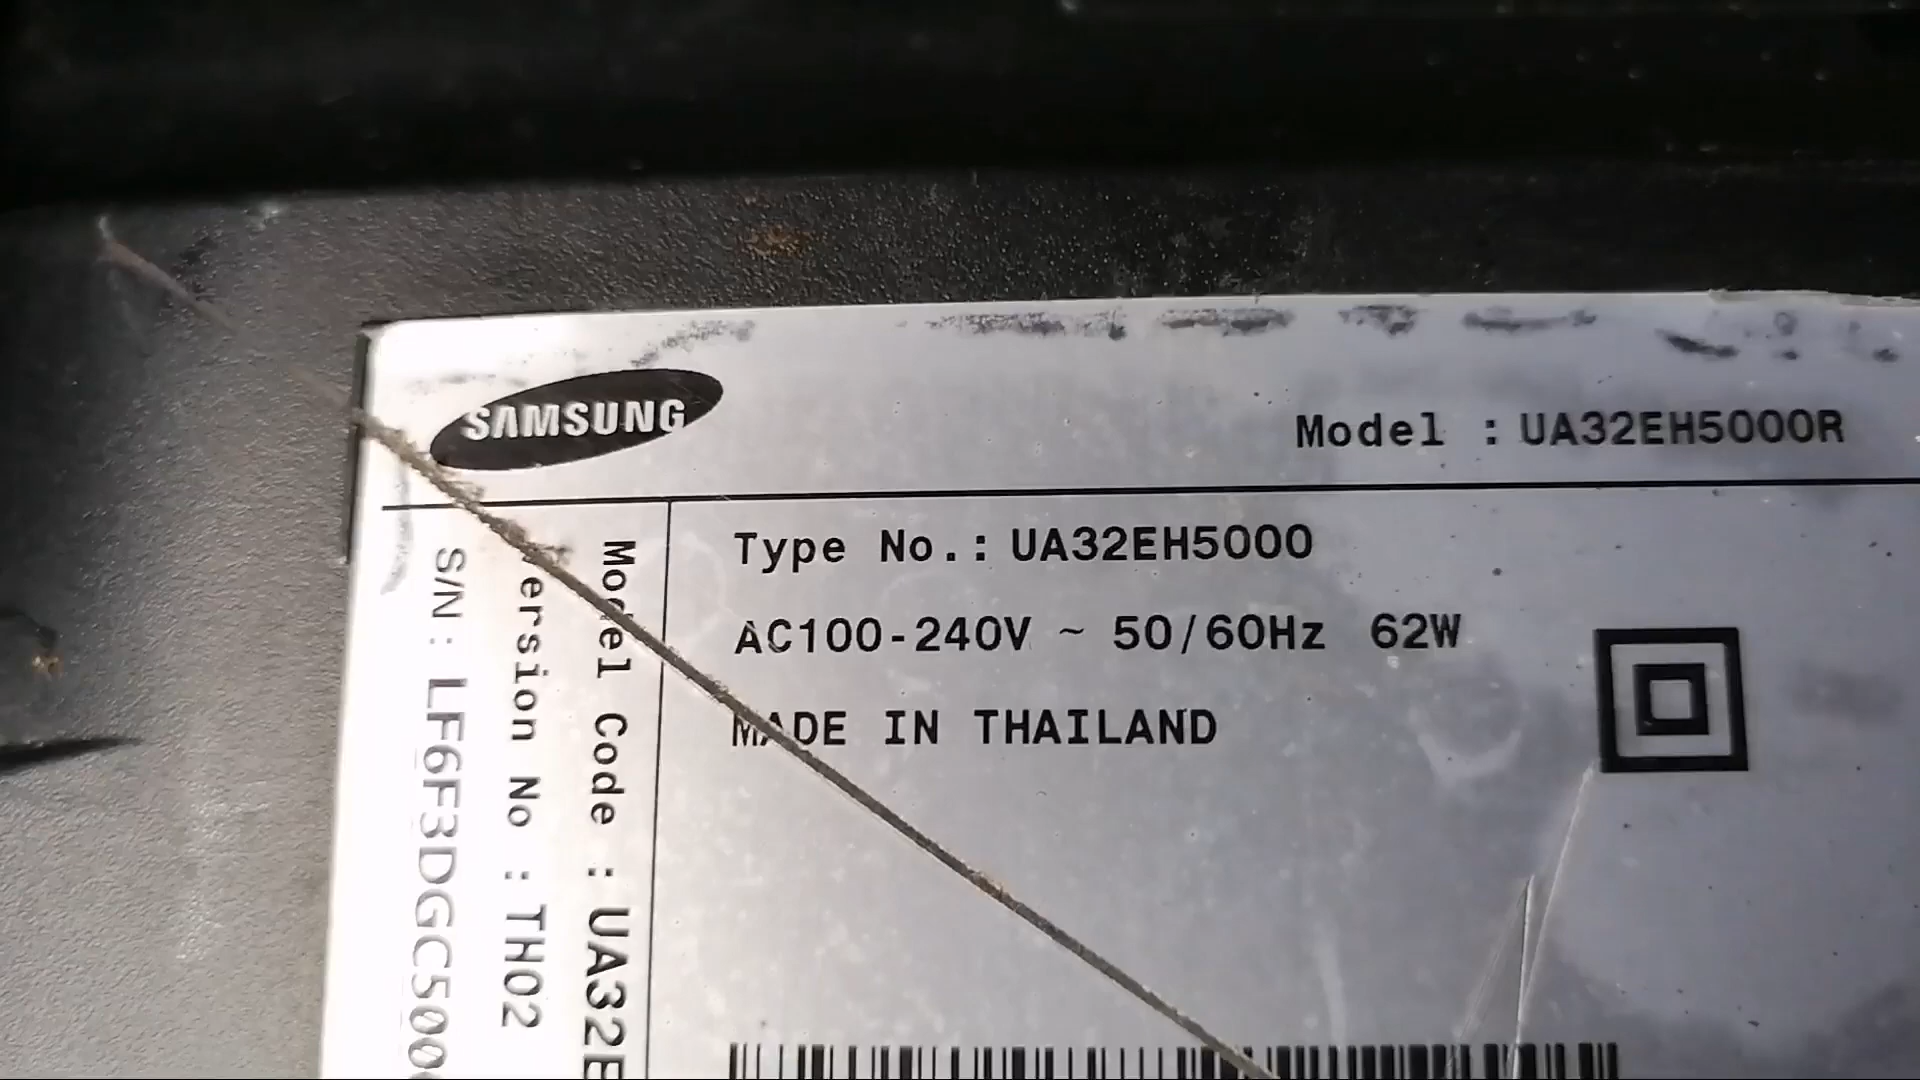 SAMSUNG
Model : UA32EH5000R
Type No.: UA32EH5000
AC100-240V ~ 50/60Hz 62W
MADE IN THAILAND
Model Code : UA32E
Version No : TH02
S/N : LF6F3DGC500